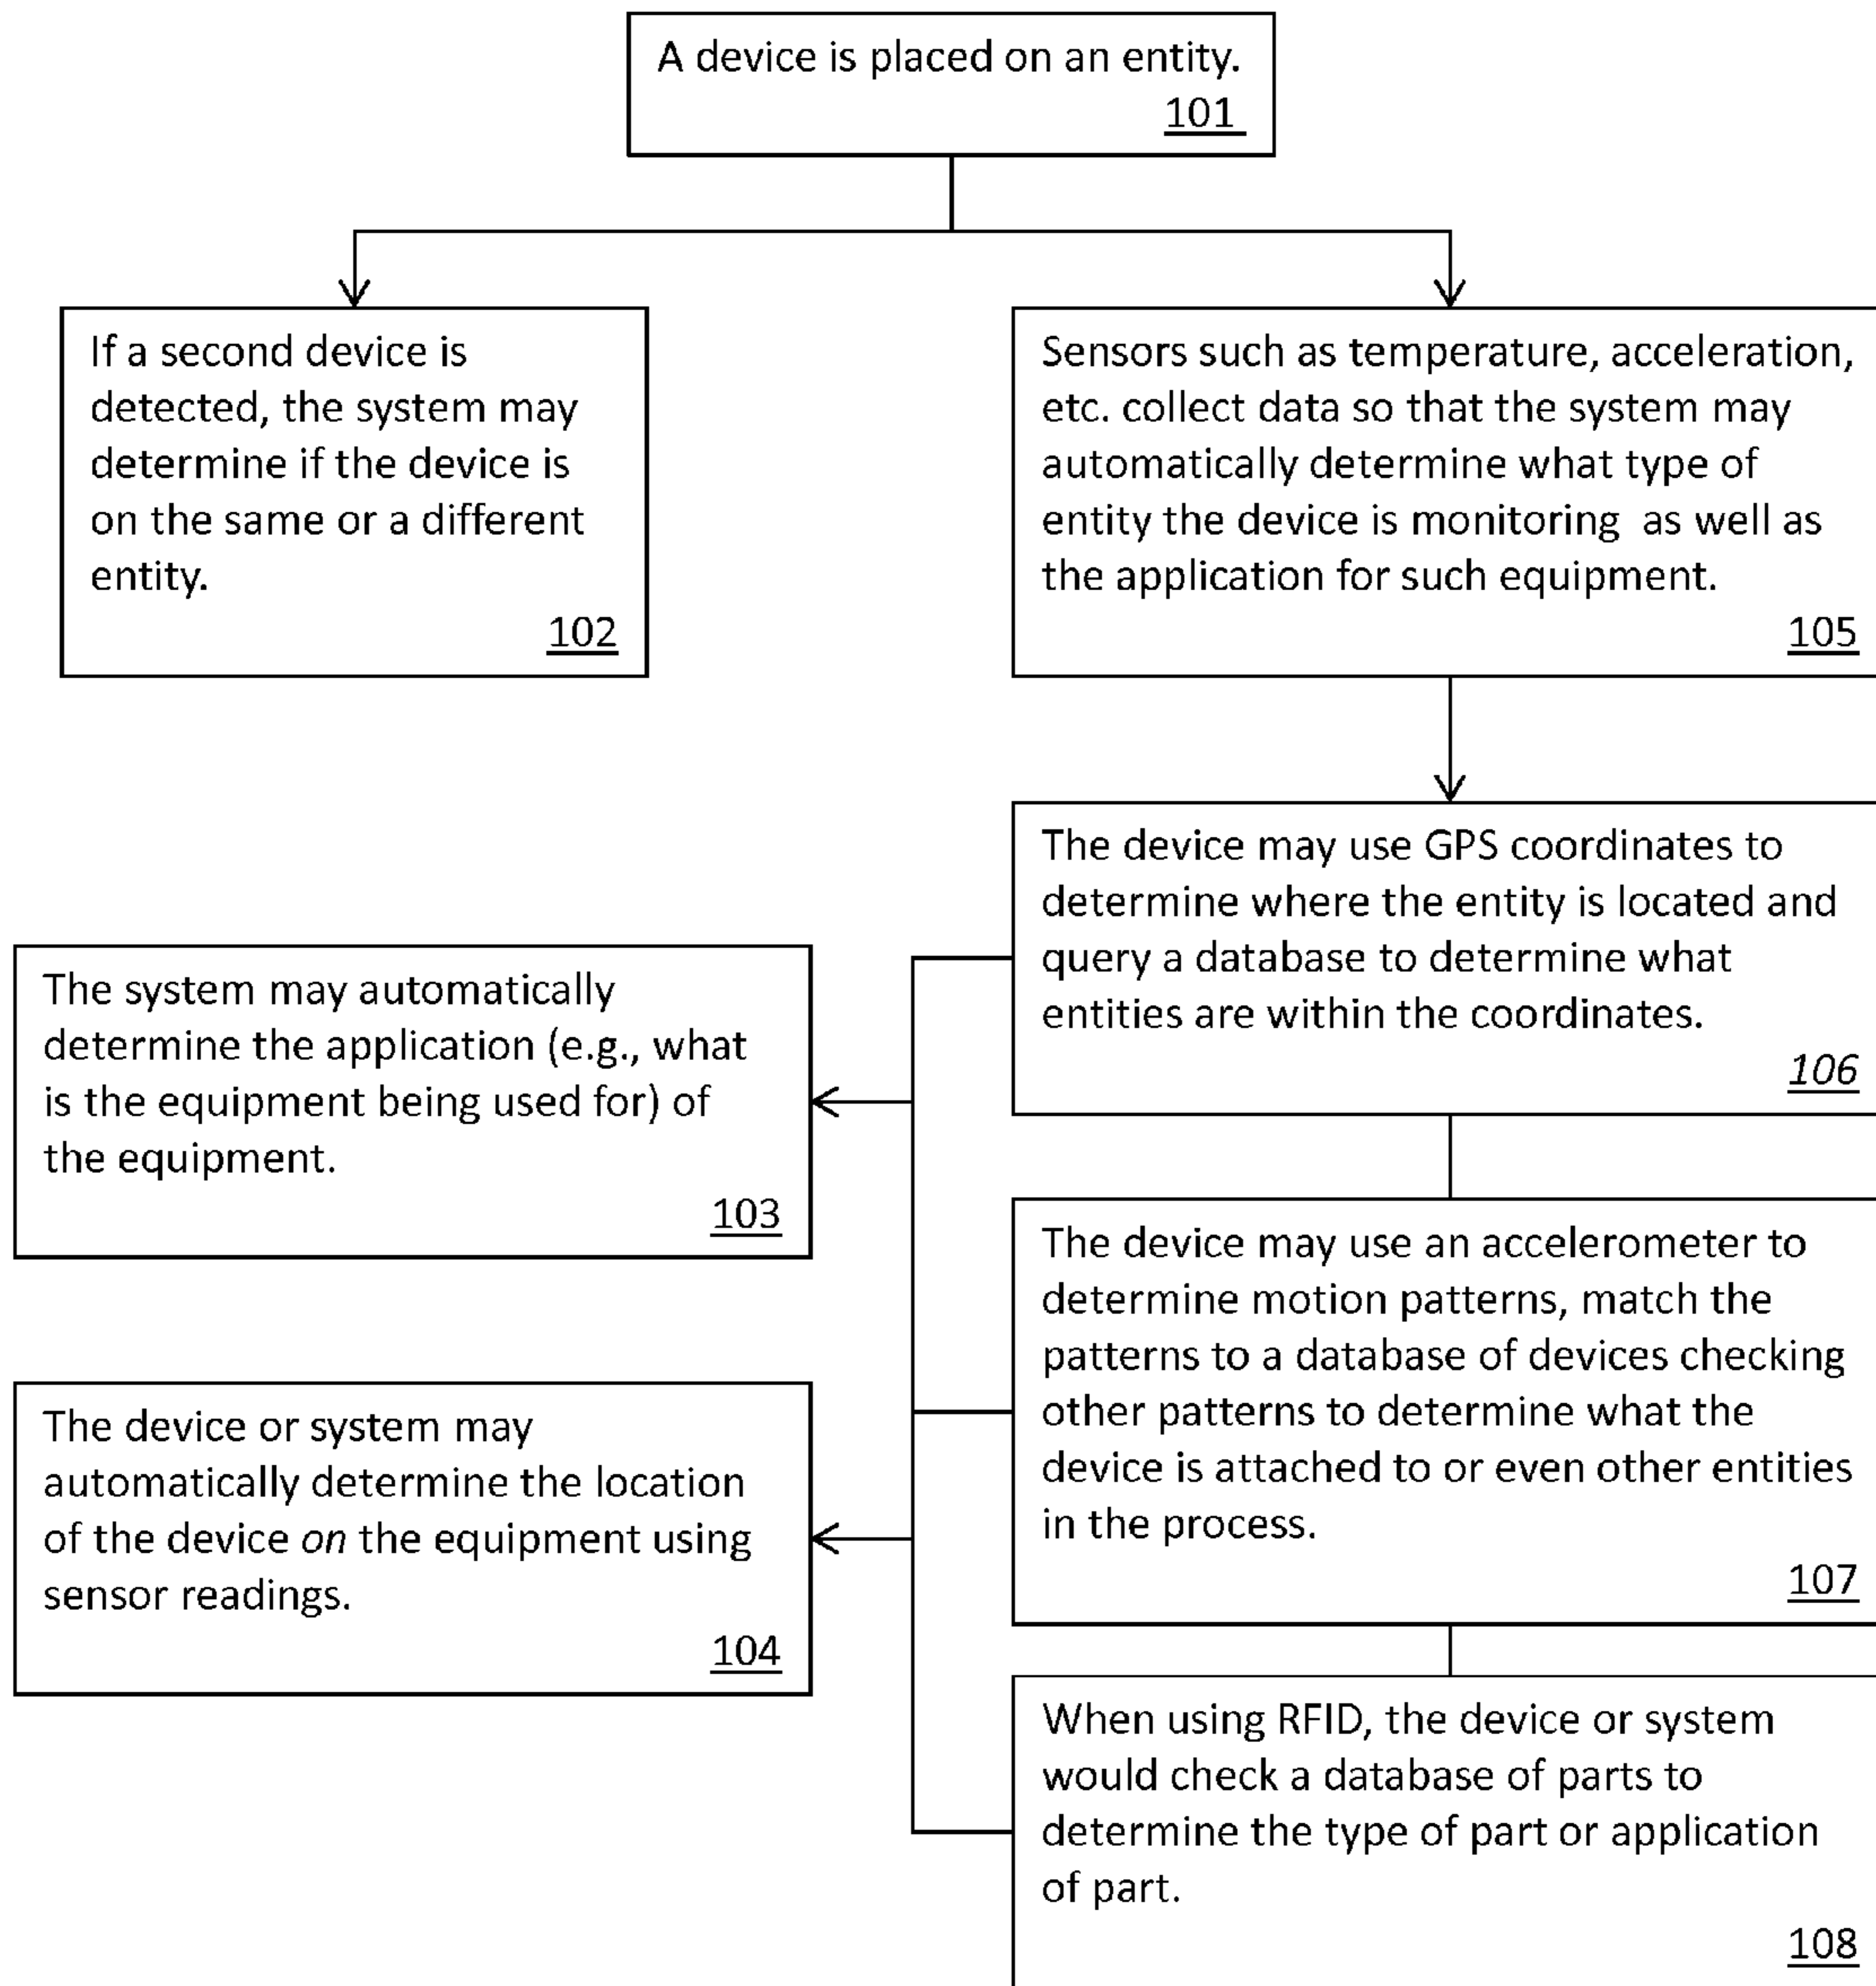 A device is placed on an entity.
101
If a second device is
detected, the system may
determine if the device is
on the same or a different
entity.
102
Sensors such as temperature, acceleration,
etc. collect data so that the system may
automatically determine what type of
entity the device is monitoring  as well as
the application for such equipment.
105
The device may use GPS coordinates to
determine where the entity is located and
query a database to determine what
entities are within the coordinates.
106
The system may automatically
determine the application (e.g., what
is the equipment being used for) of
the equipment.
103
The device may use an accelerometer to
determine motion patterns, match the
patterns to a database of devices checking
other patterns to determine what the
device is attached to or even other entities
in the process.
107
The device or system may
automatically determine the location
of the device on the equipment using
sensor readings.
104
When using RFID, the device or system
would check a database of parts to
determine the type of part or application
of part.
108